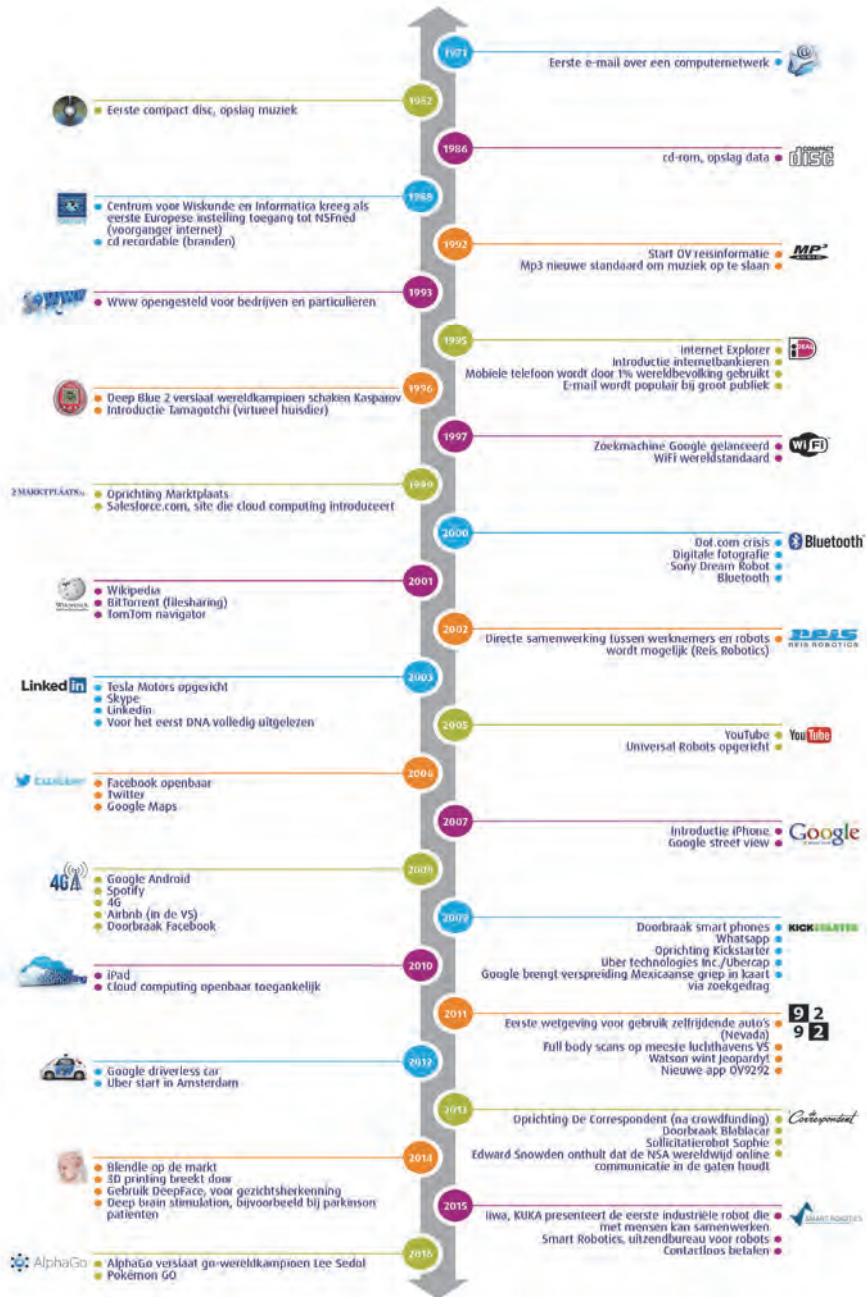 1971
Eerste e-mail over een computernetwerk
1982
Eerste compact disc, opslag muziek
1986
cd-rom, opslag data
COMPACT
disc
1988
Centrum voor Wiskunde en Informatica kreeg als
eerste Europese instelling toegang tot NSFned
(voorganger internet)
cd recordable (branden)
1992
Start OV reisinformatie
Mp3 nieuwe standaard om muziek op te slaan
MP3
AUDIO
1993
www
Www opengesteld voor bedrijven en particulieren
1995
Internet Explorer
Introductie internetbankieren
Mobiele telefoon wordt door 1% wereldbevolking gebruikt
E-mail wordt populair bij groot publiek
iDEAL
1996
Deep Blue 2 verslaat wereldkampioen schaken Kasparov
Introductie Tamagotchi (virtueel huisdier)
1997
Zoekmachine Google gelanceerd
WiFi wereldstandaard
WiFi
1999
MARKTPLAATS
Oprichting Marktplaats
Salesforce.com, site die cloud computing introduceert
2000
Dot.com crisis
Digitale fotografie
Sony Dream Robot
Bluetooth
Bluetooth
2001
WIKIPEDIA
Wikipedia
BitTorrent (filesharing)
TomTom navigator
2002
Directe samenwerking tussen werknemers en robots
wordt mogelijk (Reis Robotics)
REIS
REIS ROBOTICS
2003
Linked in
Tesla Motors opgericht
Skype
Linkedin
Voor het eerst DNA volledig uitgelezen
2005
YouTube
Universal Robots opgericht
You Tube
2006
Facebook openbaar
Twitter
Google Maps
2007
Introductie iPhone
Google street view
Google
2008
4G
Google Android
Spotify
4G
Airbnb (in de VS)
Doorbraak Facebook
2009
Doorbraak smart phones
Whatsapp
Oprichting Kickstarter
Uber technologies Inc./Ubercap
Google brengt verspreiding Mexicaanse griep in kaart
via zoekgedrag
KICKSTARTER
2010
iPad
Cloud computing openbaar toegankelijk
2011
Eerste wetgeving voor gebruik zelfrijdende auto's
(Nevada)
Full body scans op meeste luchthavens VS
Watson wint Jeopardy!
Nieuwe app OV9292
9 2
9 2
2012
Google driverless car
Uber start in Amsterdam
2013
Oprichting De Correspondent (na crowdfunding)
Doorbraak Blablacar
Sollicitatierobot Sophie
Edward Snowden onthult dat de NSA wereldwijd online
communicatie in de gaten houdt
de Correspondent
2014
Blendle op de markt
3D printing breekt door
Gebruik DeepFace, voor gezichtsherkenning
Deep brain stimulation, bijvoorbeeld bij parkinson
patienten
2015
Iiwa, KUKA presenteert de eerste industriële robot die
met mensen kan samenwerken
Smart Robotics, uitzendbureau voor robots
Contactloos betalen
SMART ROBOTICS
2016
AlphaGo
AlphaGo verslaat go-wereldkampioen Lee Sedol
Pokémon GO